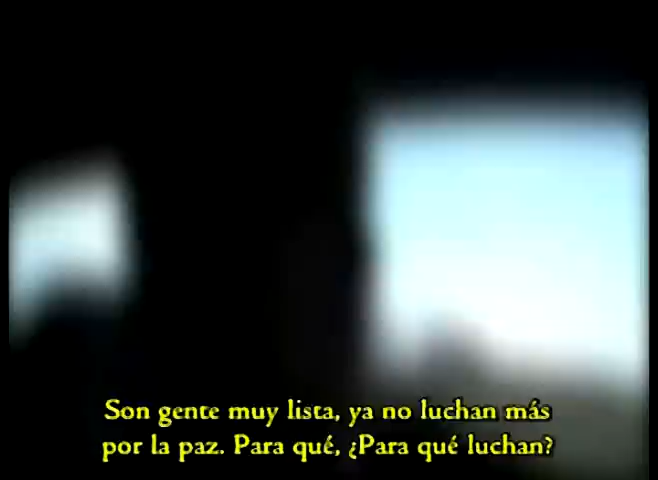 Son gente muy lista, ya no luchan más
por la paz. Para qué, ¿Para qué luchan?